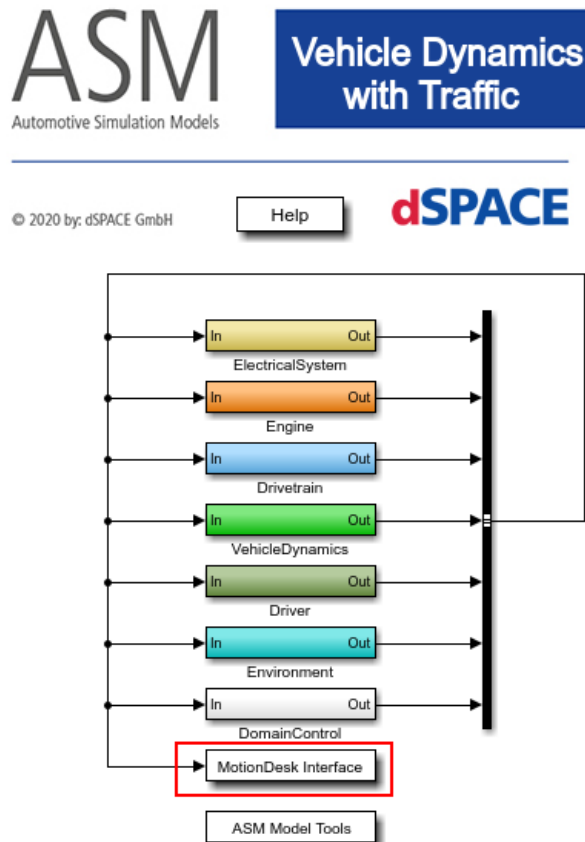 ASM
Automotive Simulation Models
Vehicle Dynamics
with Traffic
© 2020 by: dSPACE GmbH
Help
dSPACE
In Out
ElectricalSystem
In Out
Engine
In Out
Drivetrain
In Out
VehicleDynamics
In Out
Driver
In Out
Environment
In Out
DomainControl
MotionDesk Interface
ASM Model Tools